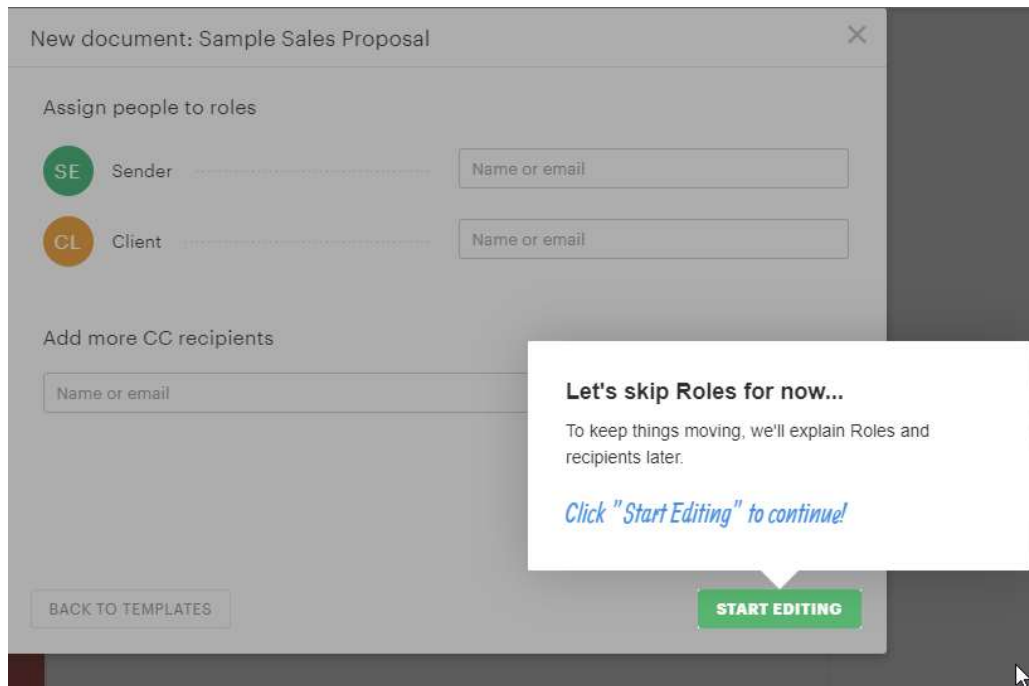 New document: Sample Sales Proposal
Assign people to roles
SE Sender Name or email
CL Client Name or email
Add more CC recipients
Name or email
Let's skip Roles for now...
To keep things moving, we'll explain Roles and
recipients later.
Click "Start Editing" to continue!
BACK TO TEMPLATES START EDITING